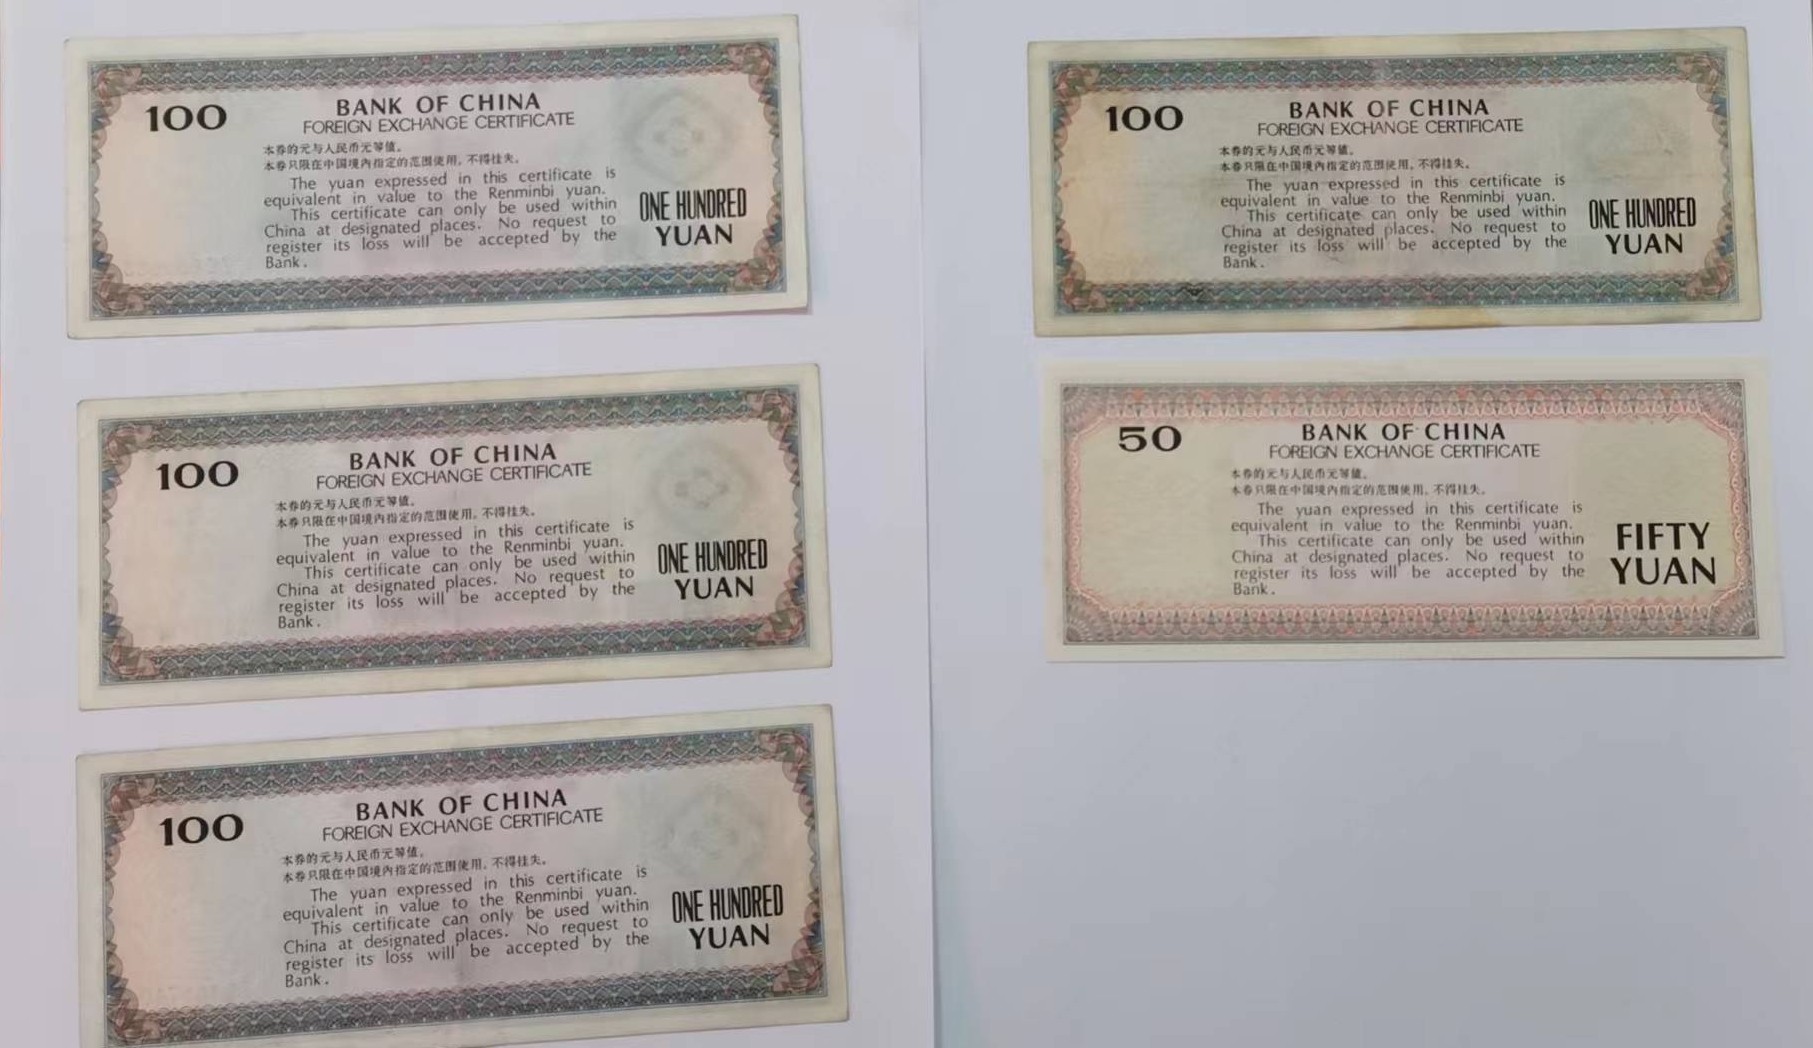 100
BANK OF CHINA
FOREIGN EXCHANGE CERTIFICATE
本券的元与人民币元等值。
本券只限在中国境内指定的范围使用,不得挂失。
The yuan expressed in this certificate is
equivalent in value to the Renminbi yuan.
This certificate can only be used within
China at designated places. No request to
register its loss will be accepted by the
Bank.
ONE HUNDRED
YUAN
100
BANK OF CHINA
FOREIGN EXCHANGE CERTIFICATE
本券的元与人民币元等值。
本券只限在中国境内指定的范围使用,不得挂失。
The yuan expressed in this certificate is
equivalent in value to the Renminbi yuan.
This certificate can only be used within
China at designated places. No request to
register its loss will be accepted by the
Bank.
ONE HUNDRED
YUAN
100
BANK OF CHINA
FOREIGN EXCHANGE CERTIFICATE
本券的元与人民币元等值。
本券只限在中国境内指定的范围使用,不得挂失。
The yuan expressed in this certificate is
equivalent in value to the Renminbi yuan.
This certificate can only be used within
China at designated places. No request to
register its loss will be accepted by the
Bank.
ONE HUNDRED
YUAN
100
BANK OF CHINA
FOREIGN EXCHANGE CERTIFICATE
本券的元与人民币元等值。
本券只限在中国境内指定的范围使用,不得挂失。
The yuan expressed in this certificate is
equivalent in value to the Renminbi yuan.
This certificate can only be used within
China at designated places. No request to
register its loss will be accepted by the
Bank.
ONE HUNDRED
YUAN
50
BANK OF CHINA
FOREIGN EXCHANGE CERTIFICATE
本券的元与人民币元等值。
本券只限在中国境内指定的范围使用,不得挂失。
The yuan expressed in this certificate is
equivalent in value to the Renminbi yuan.
This certificate can only be used within
China at designated places. No request to
register its loss will be accepted by the
Bank.
FIFTY
YUAN